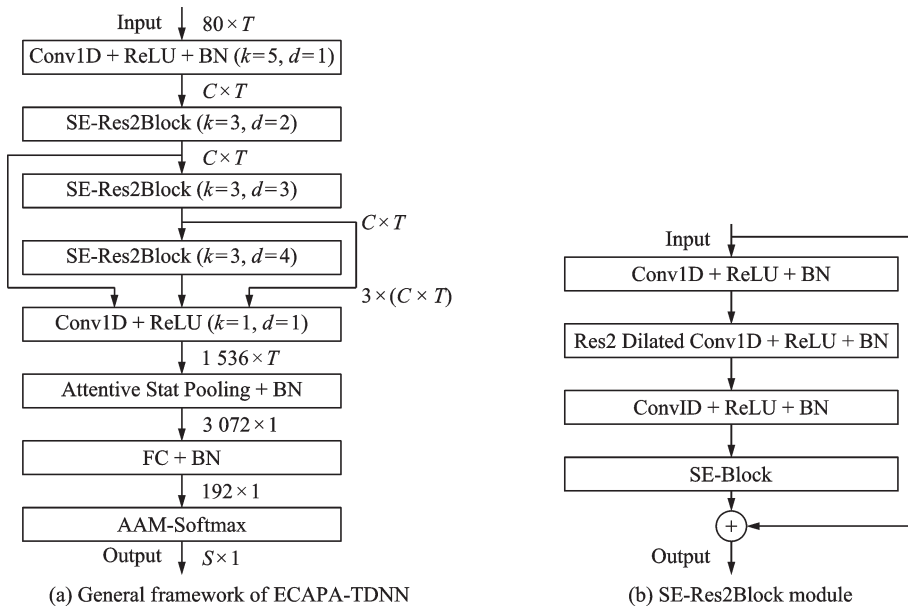 Input
80×T
Conv1D + ReLU + BN (k=5, d=1)
C×T
SE-Res2Block (k=3, d=2)
C×T
SE-Res2Block (k=3, d=3)
C×T
SE-Res2Block (k=3, d=4)
3×(C×T)
Conv1D + ReLU (k=1, d=1)
1 536×T
Attentive Stat Pooling + BN
3 072×1
FC + BN
192×1
AAM-Softmax
Output
S×1
(a) General framework of ECAPA-TDNN
Input
Conv1D + ReLU + BN
Res2 Dilated Conv1D + ReLU + BN
ConvID + ReLU + BN
SE-Block
+
Output
(b) SE-Res2Block module